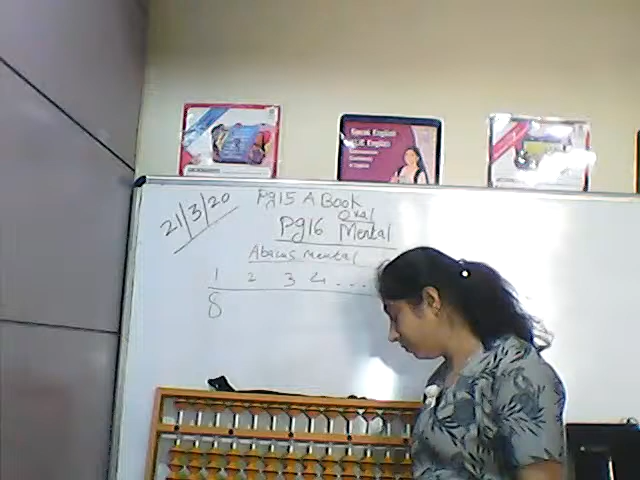 Speak English
21/3/20
Pg15 A Book
Oral
Pg16 Mental
Abacus mental
1 2 3 4 ....
8